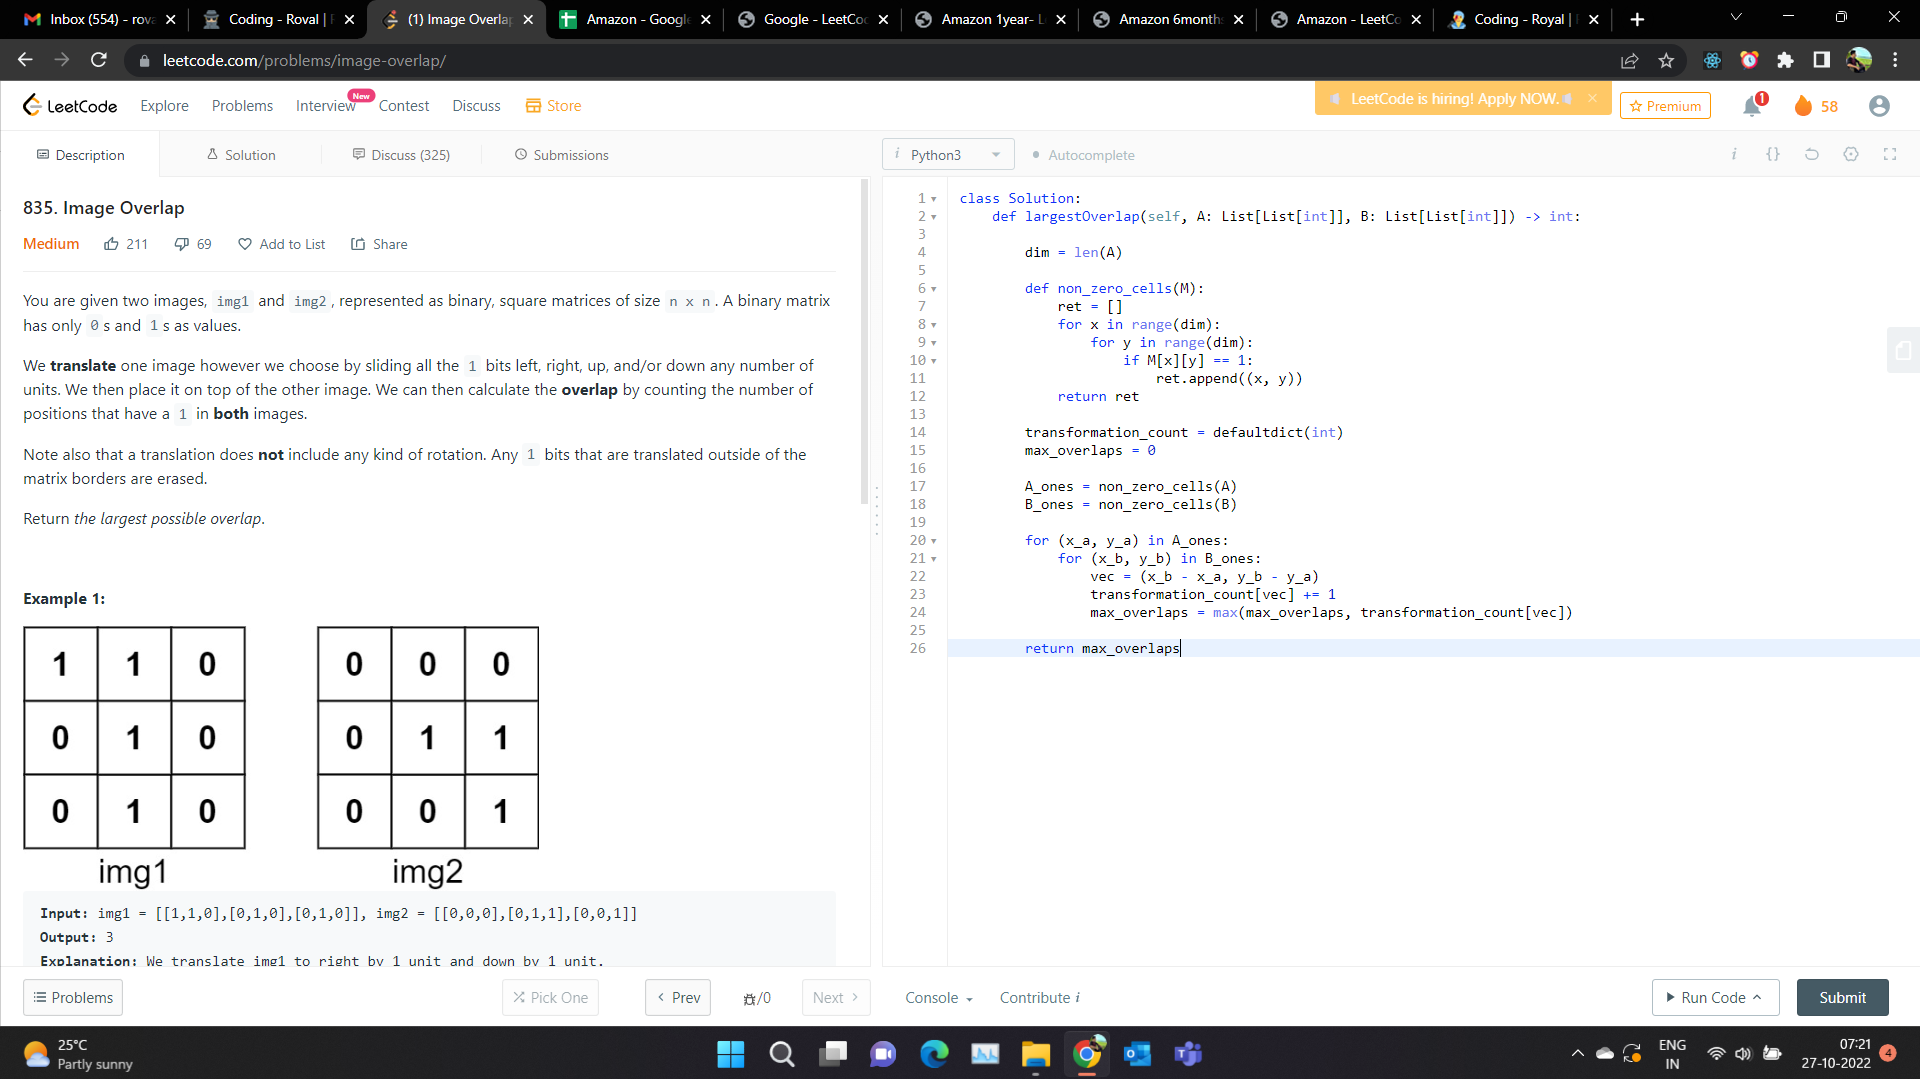 Inbox (554) - rova
Coding - Roval |
(1) Image Overlap
Amazon - Google
Google - LeetCo
Amazon 1year- L
Amazon 6months
Amazon - LeetCo
Coding - Royal |
leetcode.com/problems/image-overlap/
LeetCode
Explore
Problems
Interview
New
Contest
Discuss
Store
LeetCode is hiring! Apply NOW.
Premium
1
58
Description
Solution
Discuss (325)
Submissions
i Python3
Autocomplete
i {}
835. Image Overlap
Medium 211 69 Add to List Share
You are given two images, img1 and img2, represented as binary, square matrices of size n x n. A binary matrix
has only 0s and 1s as values.
We translate one image however we choose by sliding all the 1 bits left, right, up, and/or down any number of
units. We then place it on top of the other image. We can then calculate the overlap by counting the number of
positions that have a 1 in both images.
Note also that a translation does not include any kind of rotation. Any 1 bits that are translated outside of the
matrix borders are erased.
Return the largest possible overlap.
Example 1:
1 1 0
0 1 0
0 1 0
img1
0 0 0
0 1 1
0 0 1
img2
Input: img1 = [[1,1,0],[0,1,0],[0,1,0]], img2 = [[0,0,0],[0,1,1],[0,0,1]]
Output: 3
Explanation: We translate img1 to right by 1 unit and down by 1 unit.
1 class Solution:
2 def largestOverlap(self, A: List[List[int]], B: List[List[int]]) -> int:
3
4 dim = len(A)
5
6 def non_zero_cells(M):
7 ret = []
8 for x in range(dim):
9 for y in range(dim):
10 if M[x][y] == 1:
11 ret.append((x, y))
12 return ret
13
14 transformation_count = defaultdict(int)
15 max_overlaps = 0
16
17 A_ones = non_zero_cells(A)
18 B_ones = non_zero_cells(B)
19
20 for (x_a, y_a) in A_ones:
21 for (x_b, y_b) in B_ones:
22 vec = (x_b - x_a, y_b - y_a)
23 transformation_count[vec] += 1
24 max_overlaps = max(max_overlaps, transformation_count[vec])
25
26 return max_overlaps
Problems
Pick One
Prev
/0
Next
Console
Contribute i
Run Code
Submit
25°C
Partly sunny
ENG
IN
07:21
27-10-2022
4